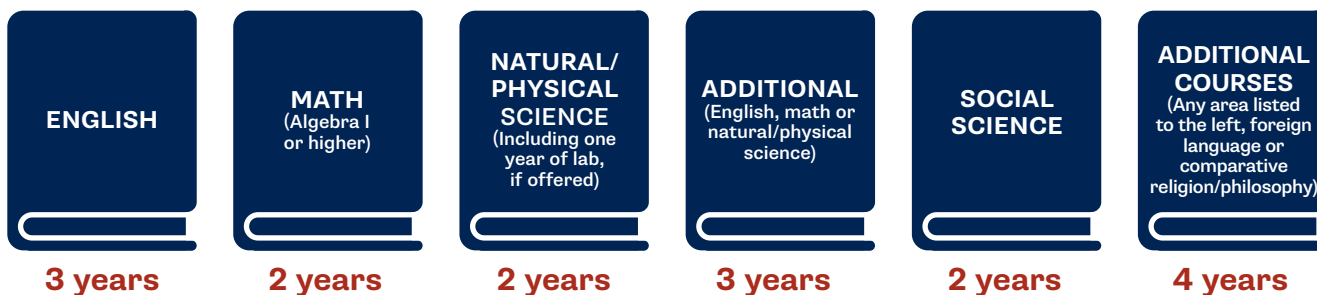 ENGLISH
MATH
(Algebra I
or higher)
NATURAL/
PHYSICAL
SCIENCE
(Including one
year of lab,
if offered)
ADDITIONAL
(English, math or
natural/physical
science)
SOCIAL
SCIENCE
ADDITIONAL
COURSES
(Any area listed
to the left, foreign
language or
comparative
religion/philosophy)
3 years
2 years
2 years
3 years
2 years
4 years